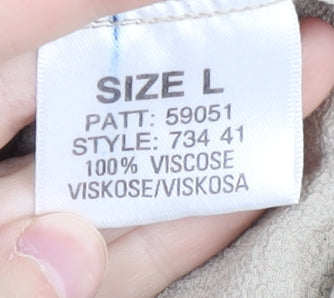 SIZE L
PATT: 59051
STYLE: 734 41
100% VISCOSE
VISKOSE/VISKOSA